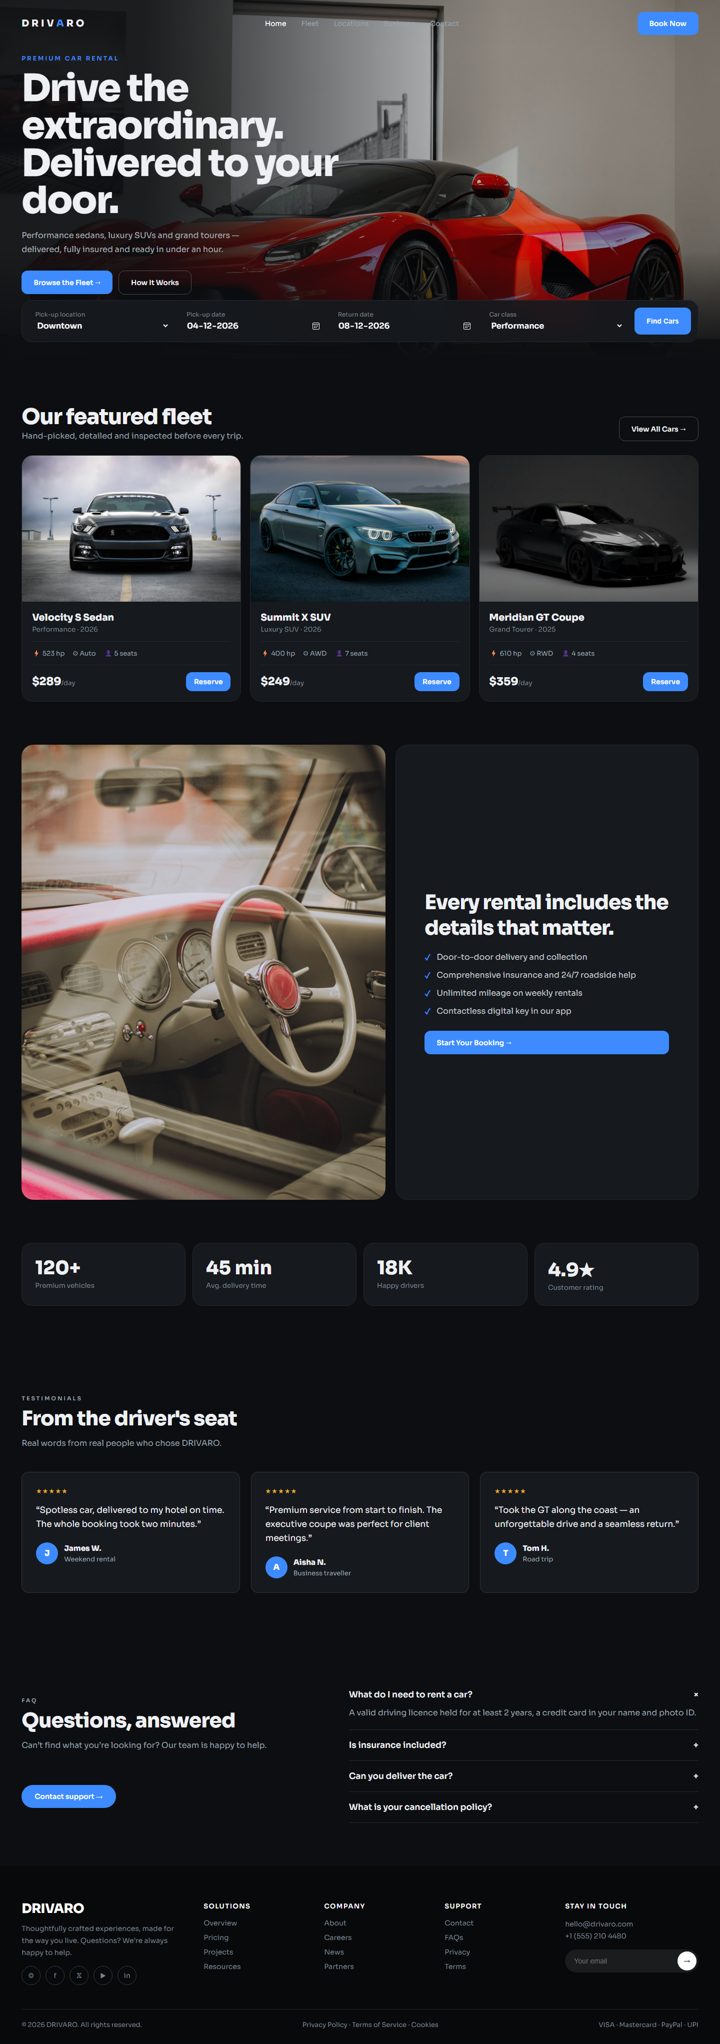 DRIVARO
Home Fleet Locations Contact
Book Now
PREMIUM CAR RENTAL
Drive the
extraordinary.
Delivered to your
door.
Performance sedans, luxury SUVs and grand tourers —
delivered, fully insured and ready in under an hour.
Browse the Fleet → How It Works
Pick-up location Pick-up date Return date Car class
Downtown 04-12-2026 08-12-2026 Performance
Find Cars
Our featured fleet
Hand-picked, detailed and inspected before every trip.
View All Cars →
Velocity S Sedan
Performance · 2026
523 hp Auto 5 seats
$289/day Reserve
Summit X SUV
Luxury SUV · 2026
400 hp AWD 7 seats
$249/day Reserve
Meridian GT Coupe
Grand Tourer · 2025
610 hp RWD 4 seats
$359/day Reserve
Every rental includes the
details that matter.
✓ Door-to-door delivery and collection
✓ Comprehensive insurance and 24/7 roadside help
✓ Unlimited mileage on weekly rentals
✓ Contactless digital key in our app
Start Your Booking →
120+
Premium vehicles
45 min
Avg. delivery time
18K
Happy drivers
4.9★
Customer rating
TESTIMONIALS
From the driver's seat
Real words from real people who chose DRIVARO.
★★★★★
“Spotless car, delivered to my hotel on time.
The whole booking took two minutes.”
J
James W.
Weekend rental
★★★★★
“Premium service from start to finish. The
executive coupe was perfect for client
meetings.”
A
Aisha N.
Business traveller
★★★★★
“Took the GT along the coast — an
unforgettable drive and a seamless return.”
T
Tom H.
Road trip
FAQ
Questions, answered
Can't find what you're looking for? Our team is happy to help.
Contact support →
What do I need to rent a car? ×
A valid driving licence held for at least 2 years, a credit card in your name and photo ID.
Is insurance included? +
Can you deliver the car? +
What is your cancellation policy? +
DRIVARO
Thoughtfully crafted experiences, made for
the way you live. Questions? We're always
happy to help.
f 𝕏 ▶ in
SOLUTIONS
Overview
Pricing
Projects
Resources
COMPANY
About
Careers
News
Partners
SUPPORT
Contact
FAQs
Privacy
Terms
STAY IN TOUCH
hello@drivaro.com
+1 (555) 210 4480
Your email →
© 2026 DRIVARO. All rights reserved.
Privacy Policy · Terms of Service · Cookies
VISA · Mastercard · PayPal · UPI